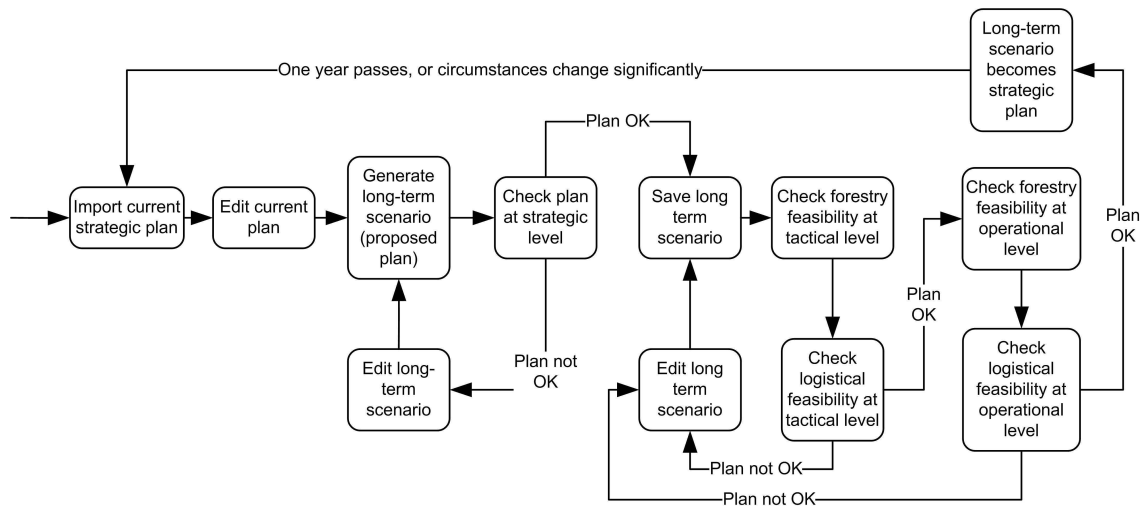 Long-term
scenario
becomes
strategic
plan
One year passes, or circumstances change significantly
Plan OK
Import current
strategic plan
Edit current
plan
Generate
long-term
scenario
(proposed
plan)
Check plan
at strategic
level
Save long
term
scenario
Check forestry
feasibility at
tactical level
Check forestry
feasibility at
operational
level
Plan
OK
Plan
OK
Edit long-
term
scenario
Plan not
OK
Edit long
term
scenario
Check
logistical
feasibility at
tactical level
Check
logistical
feasibility at
operational
level
Plan not OK
Plan not OK